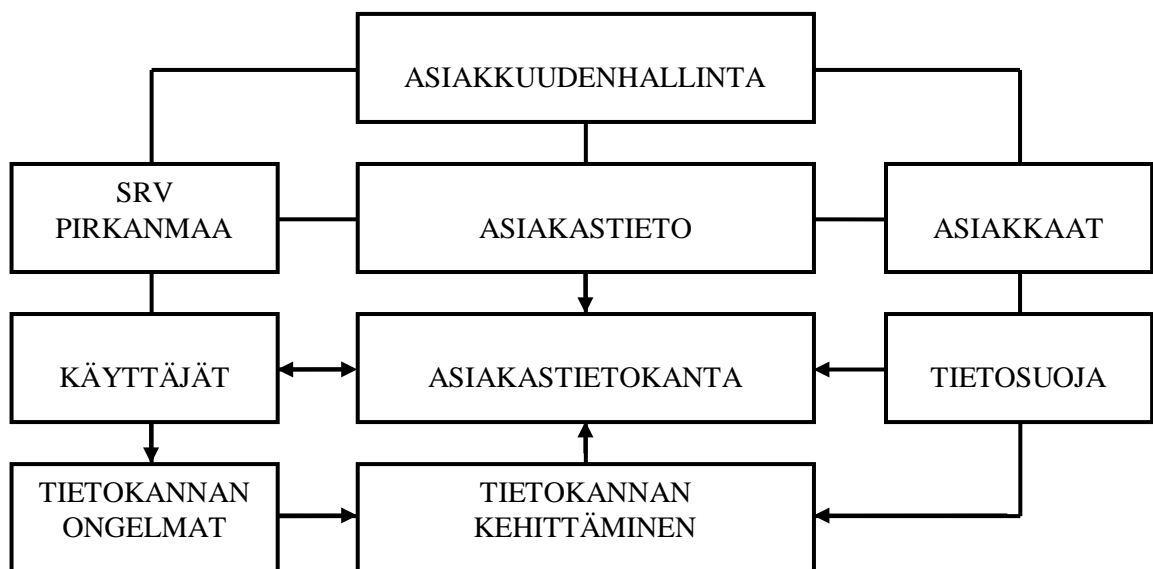 ASIAKKUUDENHALLINTA
SRV
PIRKANMAA
ASIAKASTIETO
ASIAKKAAT
KÄYTTÄJÄT
ASIAKASTIETOKANTA
TIETOSUOJA
TIETOKANNAN
ONGELMAT
TIETOKANNAN
KEHITTÄMINEN